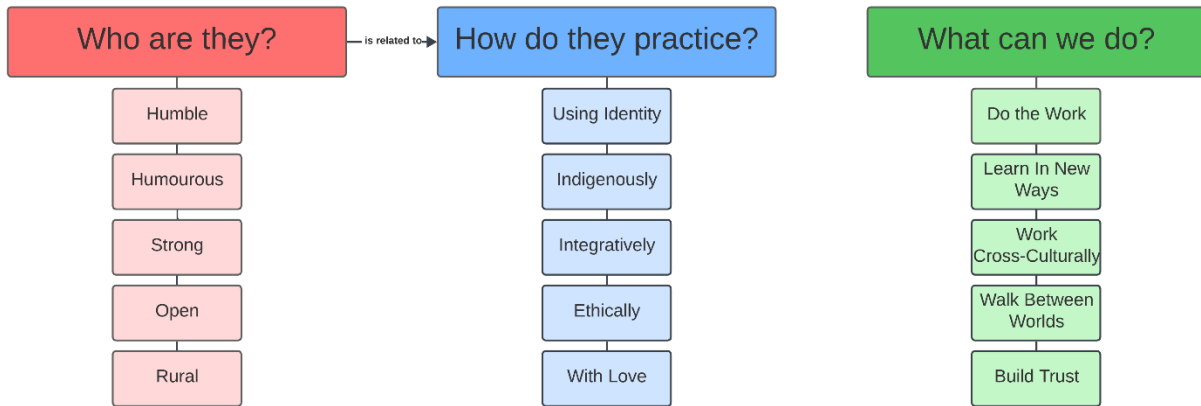 Who are they?
is related to
How do they practice?
What can we do?
Humble
Humourous
Strong
Open
Rural
Using Identity
Indigenously
Integratively
Ethically
With Love
Do the Work
Learn In New
Ways
Work
Cross-Culturally
Walk Between
Worlds
Build Trust